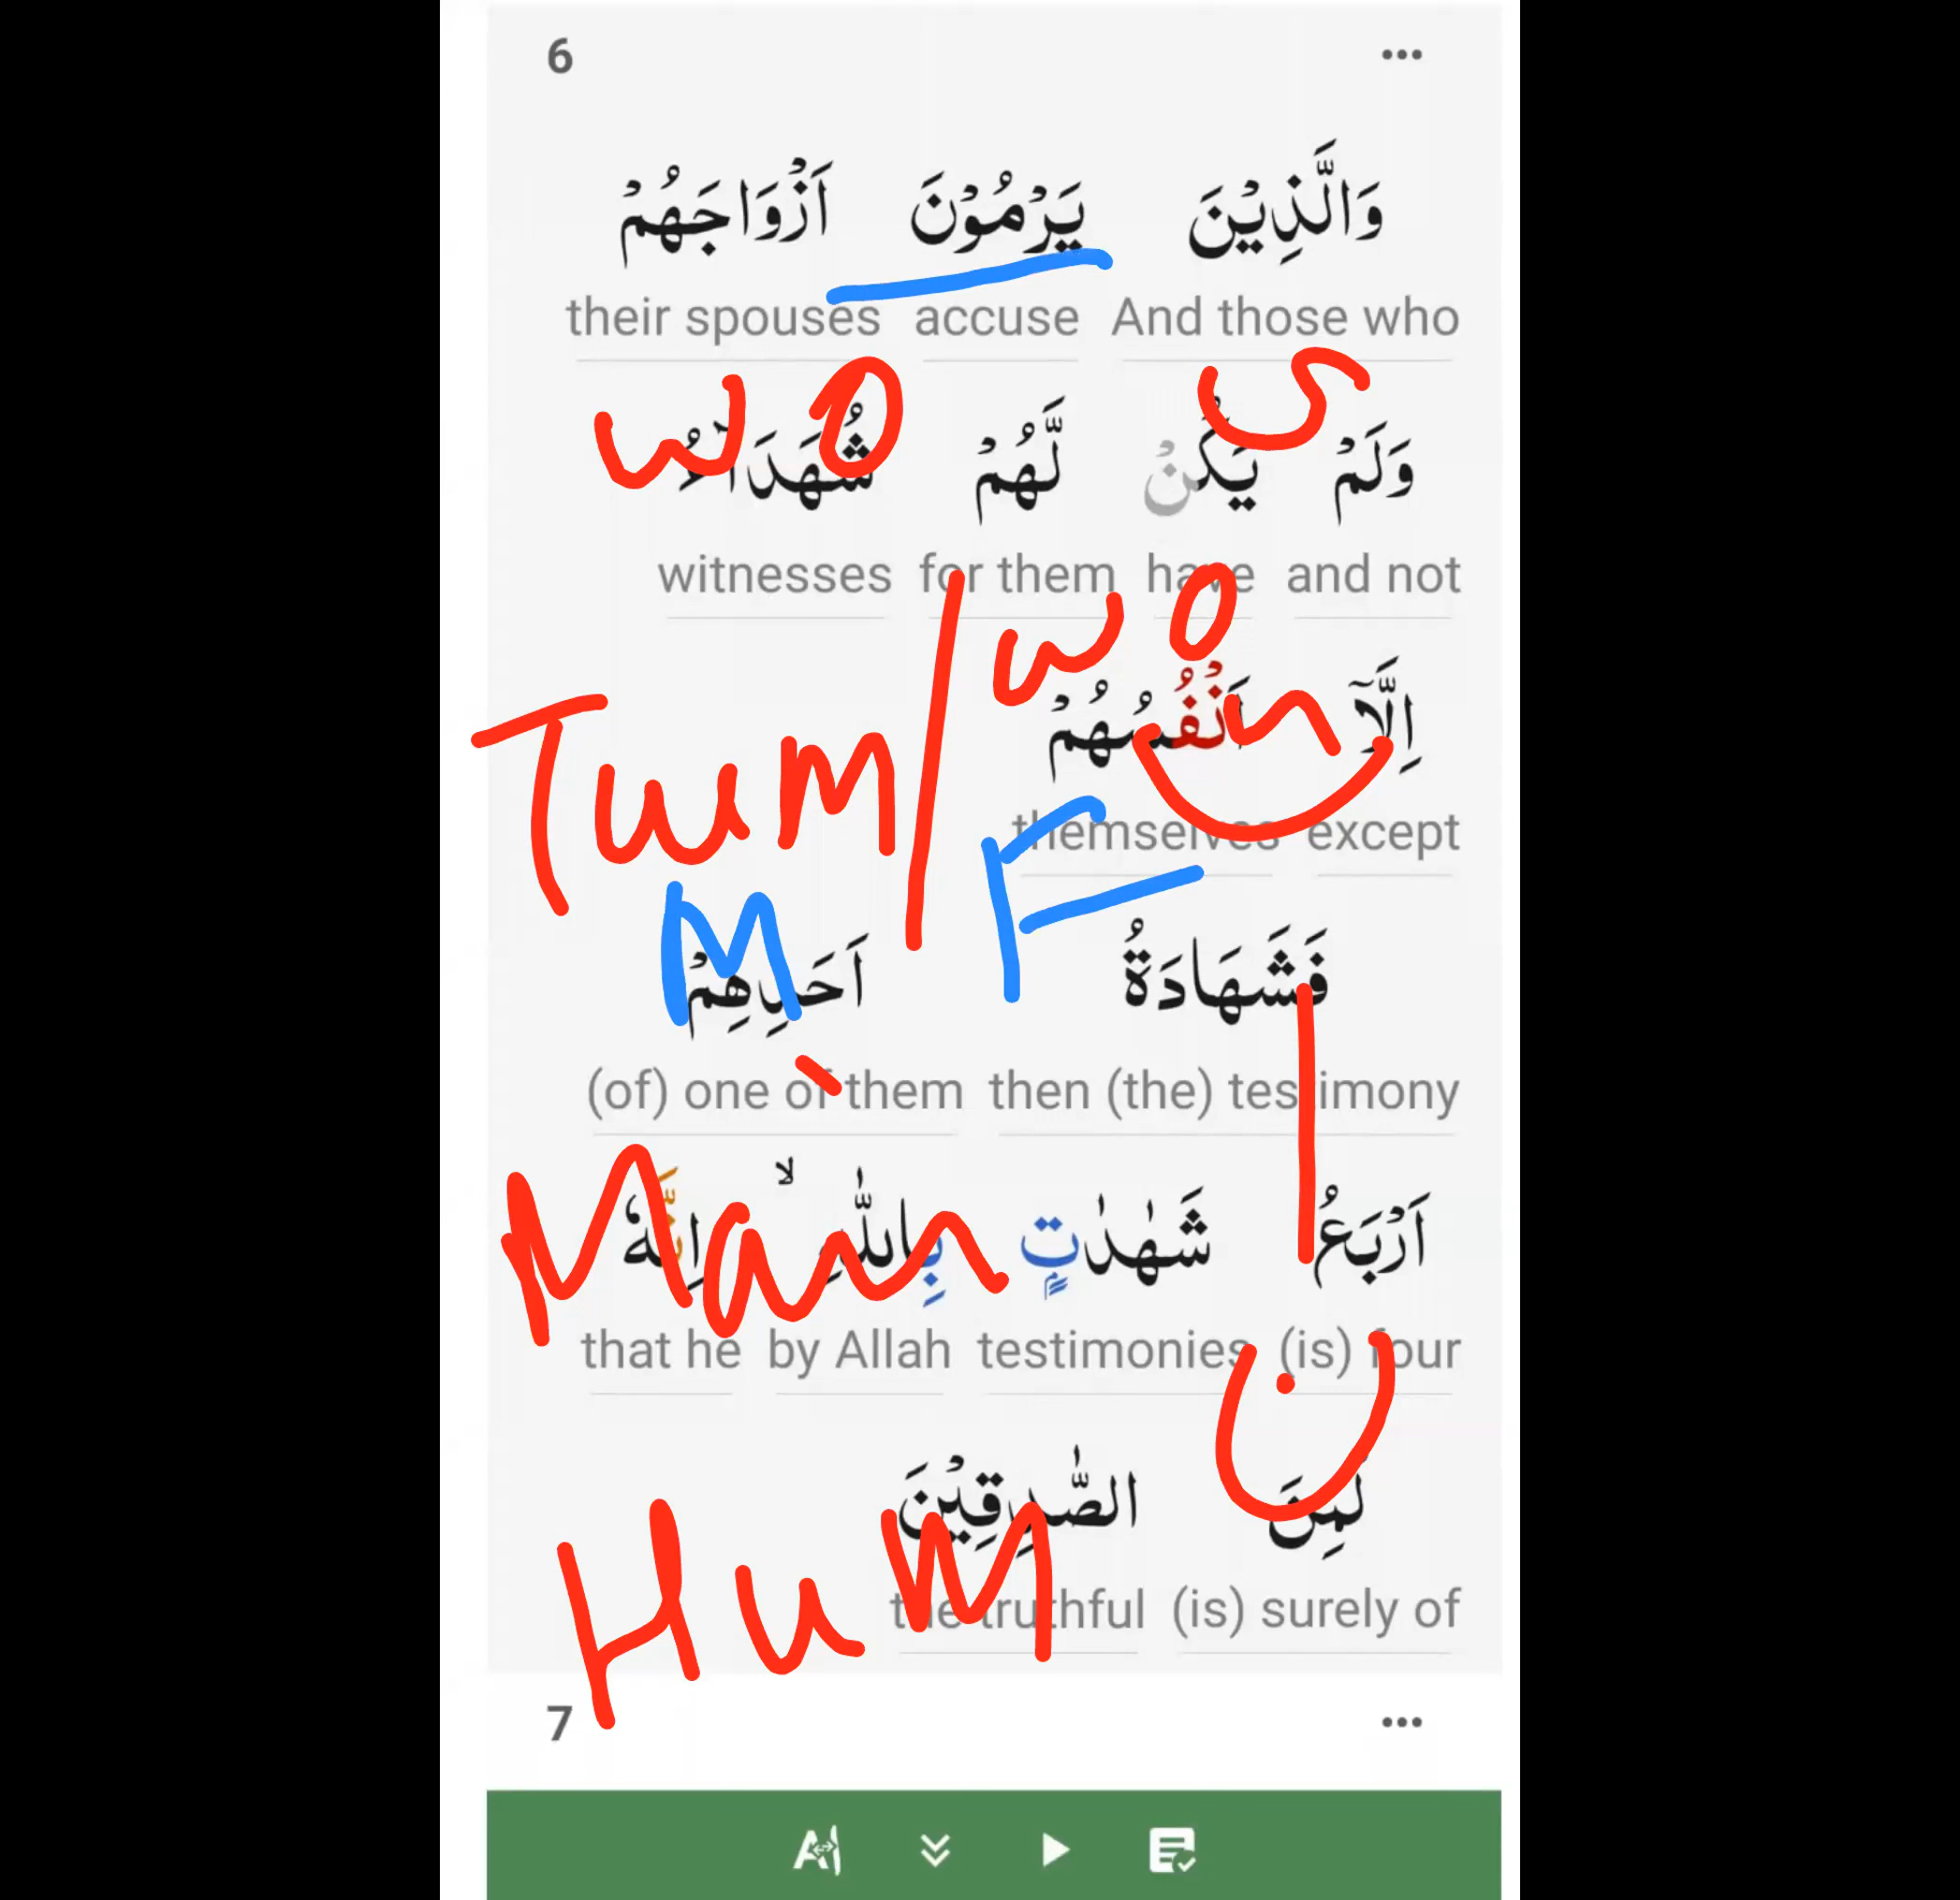 6
وَالَّذِيْنَ يَرْمُوْنَ اَزْوَاجَهُمْ
their spouses accuse And those who
wo ى
وَلَمْ يَكُنْ لَّهُمْ شُهَدَآءُ
witnesses for them have and not
wo
اِلَّاۤ اَنْفُسُهُمْ
Tum / ت
themselves except
M F
فَشَهَادَةُ اَحَدِهِمْ
(of) one of them then (the) testimony
ا
اَرْبَعُ شَهٰدٰتٍۭ بِاللّٰهِ ۙ اِنَّهٗ
Main
that he by Allah testimonies (is) four
ن
لَمِنَ الصّٰدِقِيْنَ
Hum
the truthful (is) surely of
7